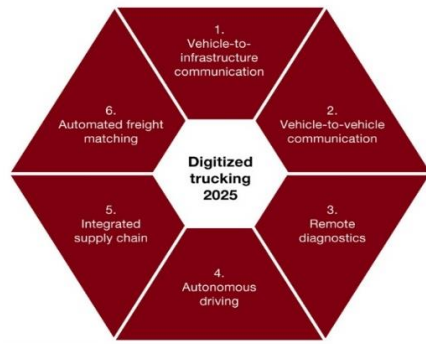 1.
Vehicle-to-
infrastructure
communication
2.
Vehicle-to-vehicle
communication
3.
Remote
diagnostics
4.
Autonomous
driving
5.
Integrated
supply chain
6.
Automated freight
matching
Digitized
trucking
2025